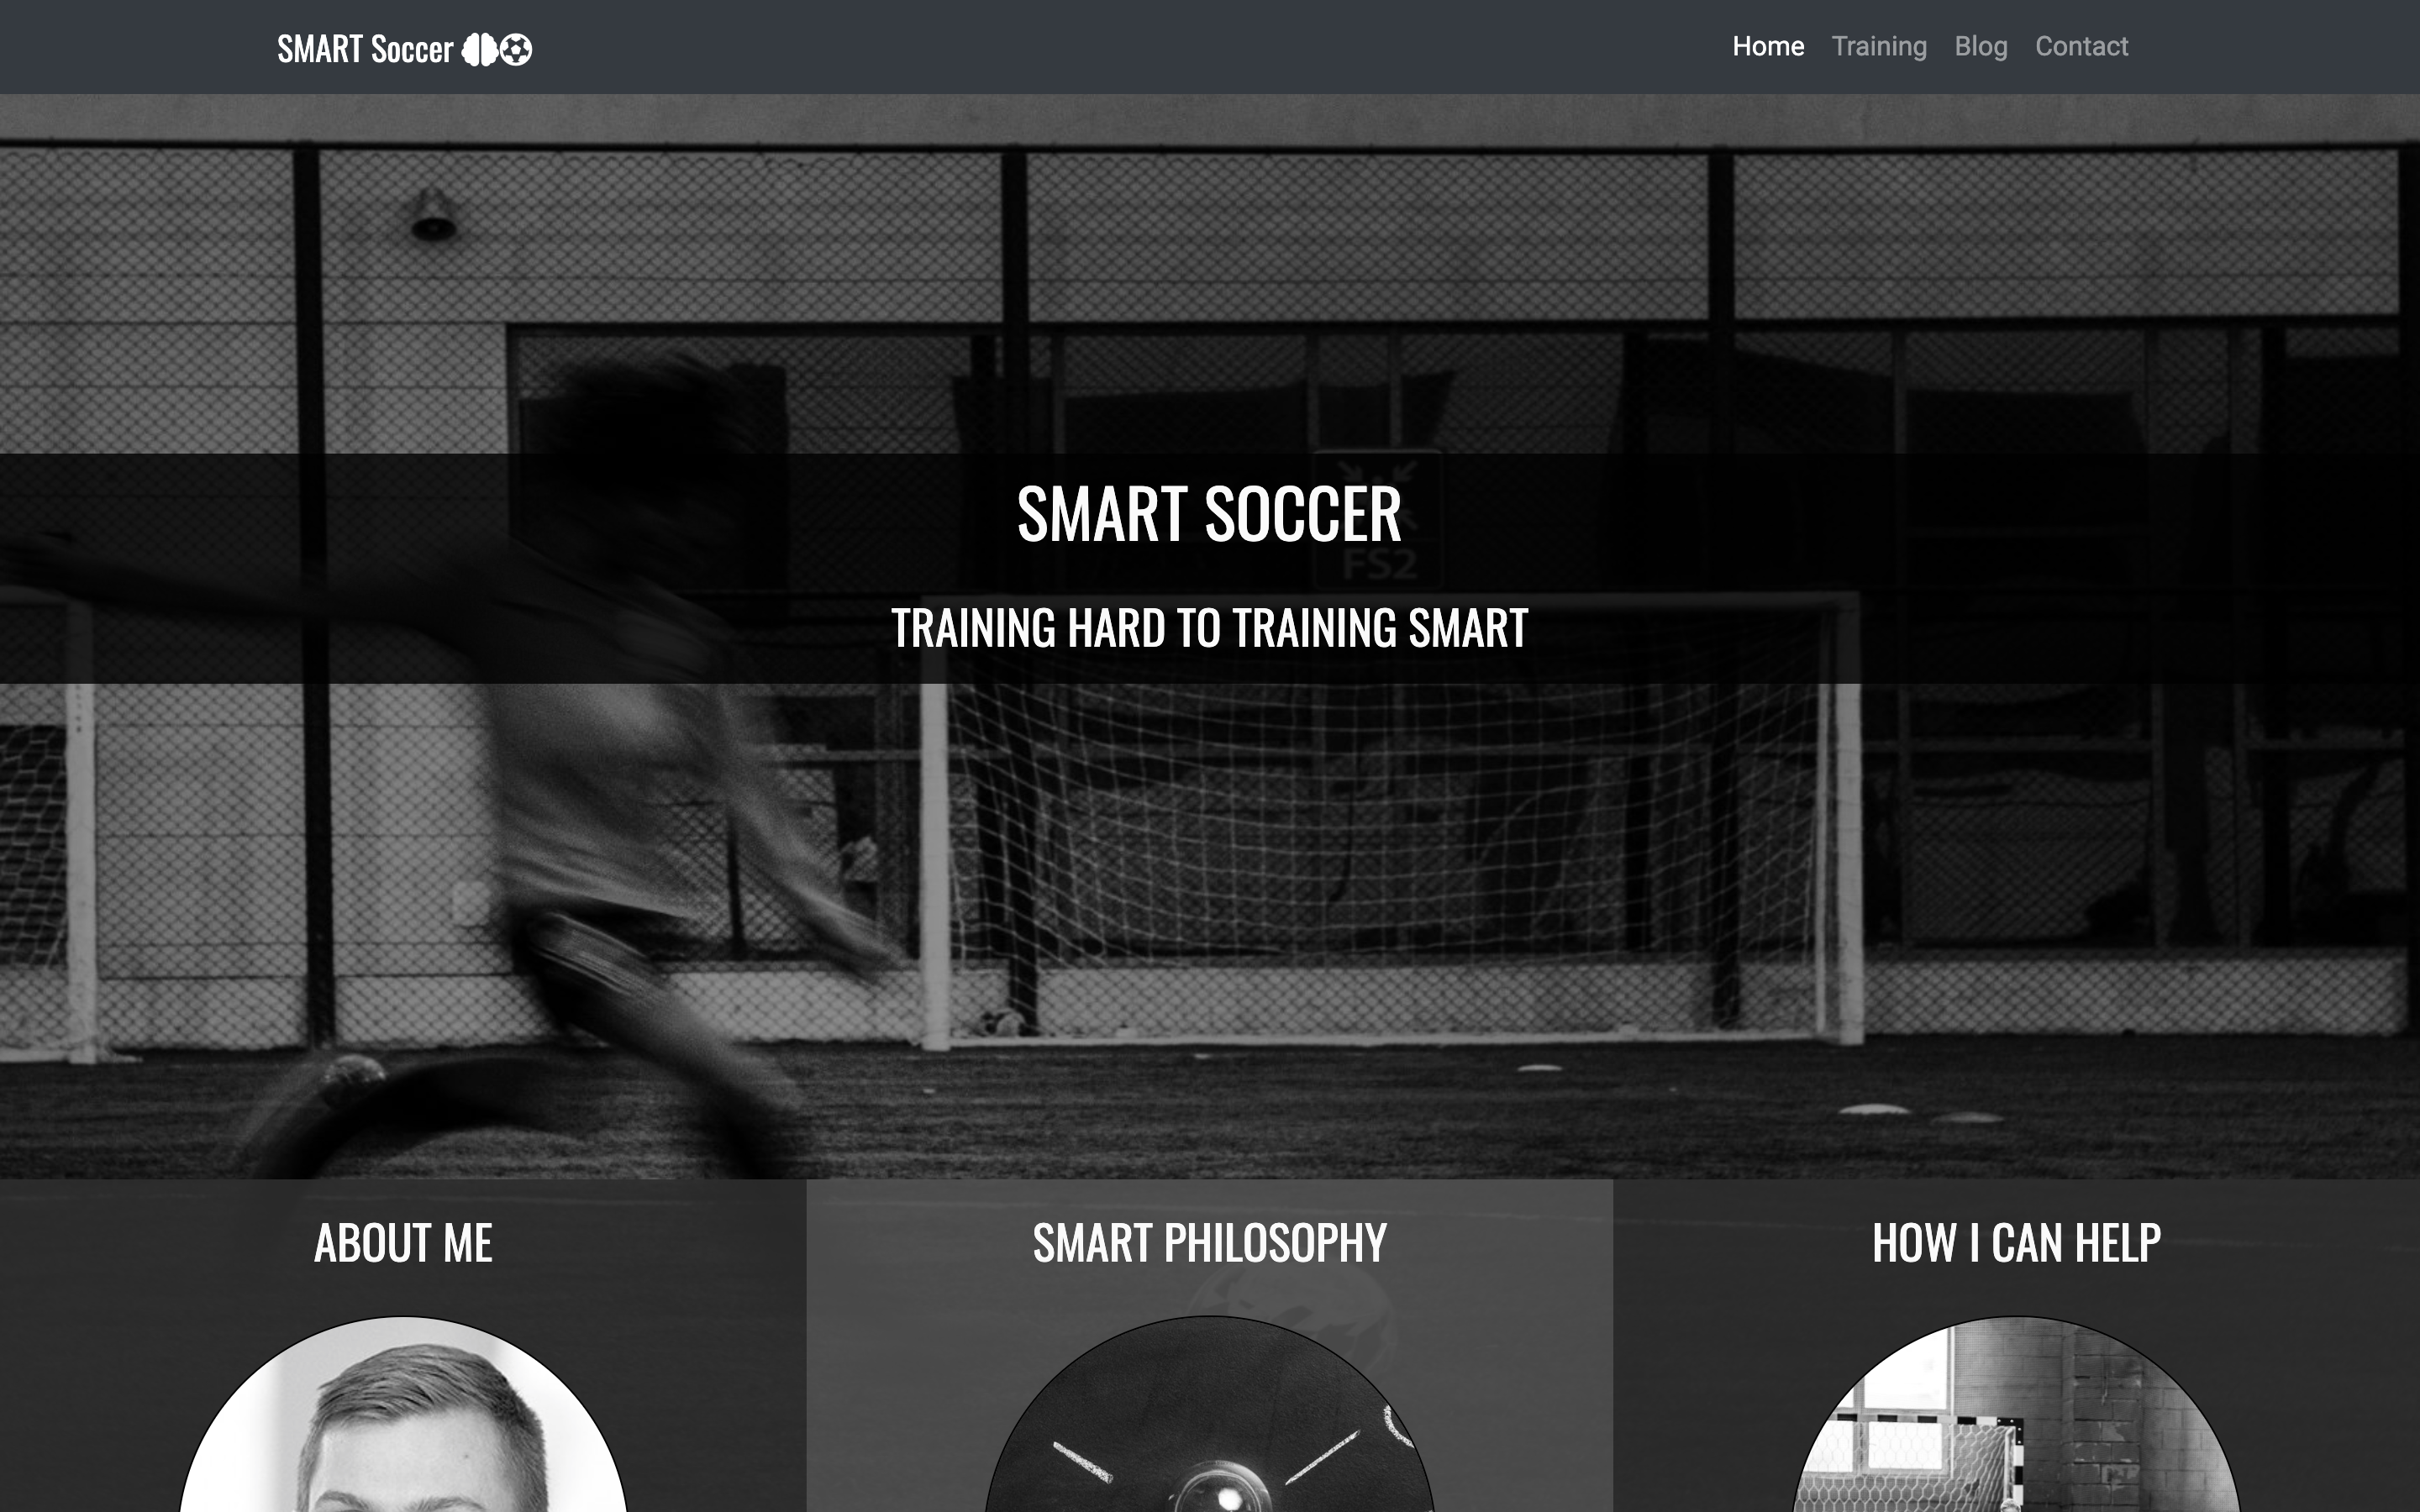 SMART Soccer
Home Training Blog Contact
SMART SOCCER
FS2
TRAINING HARD TO TRAINING SMART
ABOUT ME
SMART PHILOSOPHY
HOW I CAN HELP